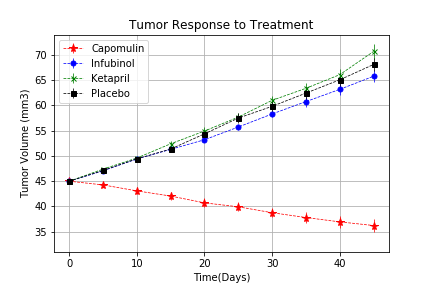 Tumor Response to Treatment
Capomulin
Infubinol
Ketapril
Placebo
Tumor Volume (mm3)
70
65
60
55
50
45
40
35
0
10
20
30
40
Time(Days)